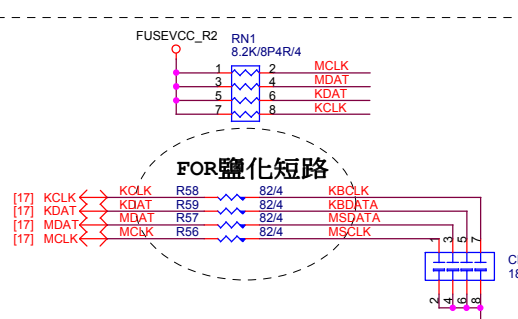 FUSEVCC_R2
RN1
8.2K/8P4R/4
1 2 MCLK
3 4 MDAT
5 6 KDAT
7 8 KCLK
FOR鹽化短路
[17] KCLK KCLK R58 82/4 KBCLK
[17] KDAT KDAT R59 82/4 KBDATA
[17] MDAT MDAT R57 82/4 MSDATA
[17] MCLK MCLK R56 82/4 MSCLK
1 3 5 7
2 4 6 8